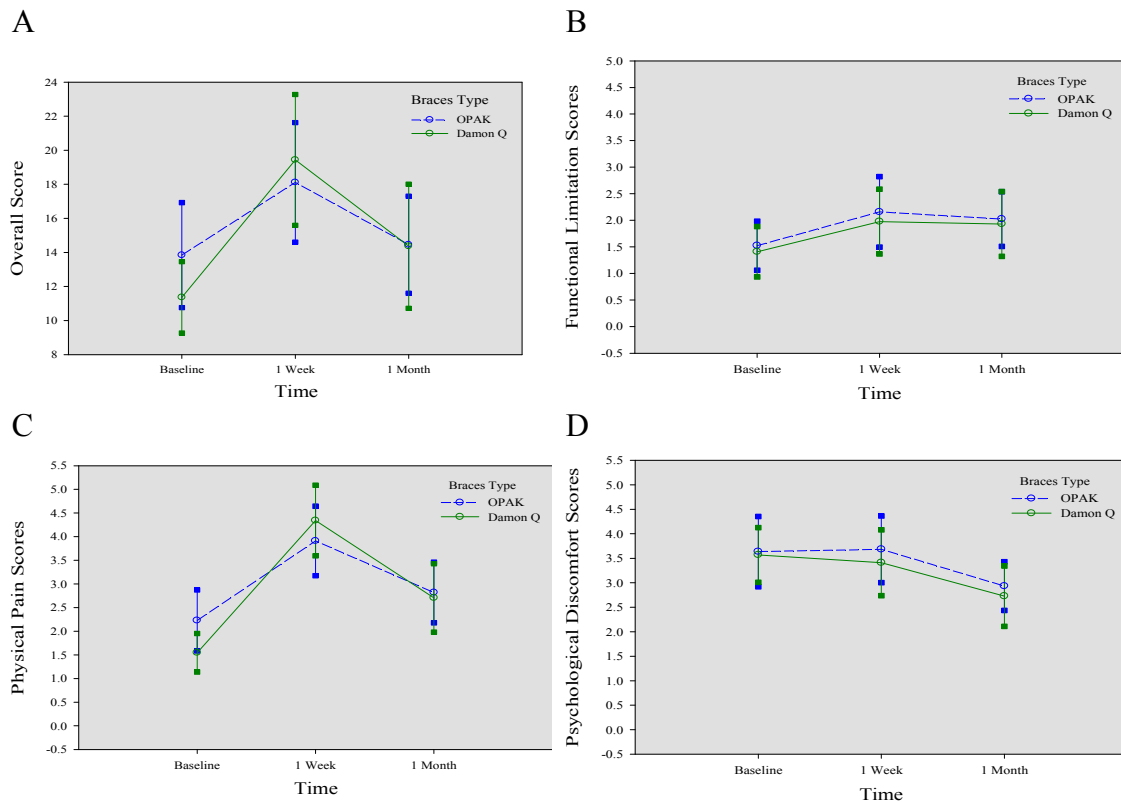 A
Overall Score
24
22
20
18
16
14
12
10
8
Braces Type
OPAK
Damon Q
Baseline
1 Week
1 Month
Time
B
Functional Limitation Scores
5.0
4.5
4.0
3.5
3.0
2.5
2.0
1.5
1.0
0.5
0.0
-0.5
Braces Type
OPAK
Damon Q
Baseline
1 Week
1 Month
Time
C
Physical Pain Scores
5.5
5.0
4.5
4.0
3.5
3.0
2.5
2.0
1.5
1.0
0.5
0.0
-0.5
Braces Type
OPAK
Damon Q
Baseline
1 Week
1 Month
Time
D
Psychological Discomfort Scores
5.5
5.0
4.5
4.0
3.5
3.0
2.5
2.0
1.5
1.0
0.5
0.0
-0.5
Braces Type
OPAK
Damon Q
Baseline
1 Week
1 Month
Time